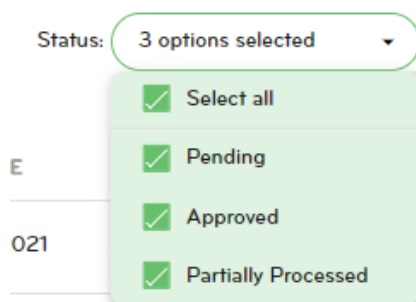 Status: 3 options selected
Select all
E
Pending
Approved
021
Partially Processed